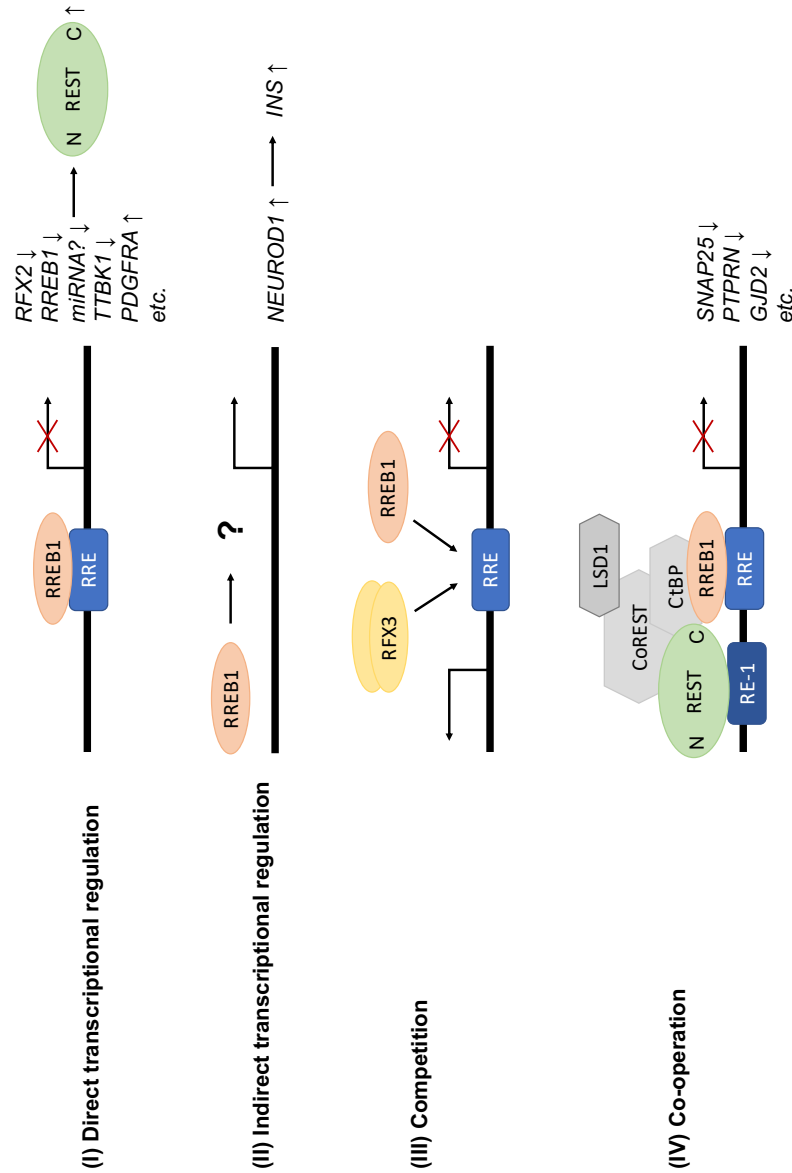 (I) Direct transcriptional regulation
RREB1
RRE
RFX2 ↓
RREB1 ↓
miRNA? ↓
TTBK1 ↓
PDGFRA ↑
etc.
N REST C ↑
(II) Indirect transcriptional regulation
RREB1
?
NEUROD1 ↑
INS ↑
(III) Competition
RFX3
RREB1
RRE
(IV) Co-operation
LSD1
CoREST
CtBP
N REST C
RREB1
RE-1
RRE
SNAP25 ↓
PTPRN ↓
GJD2 ↓
etc.